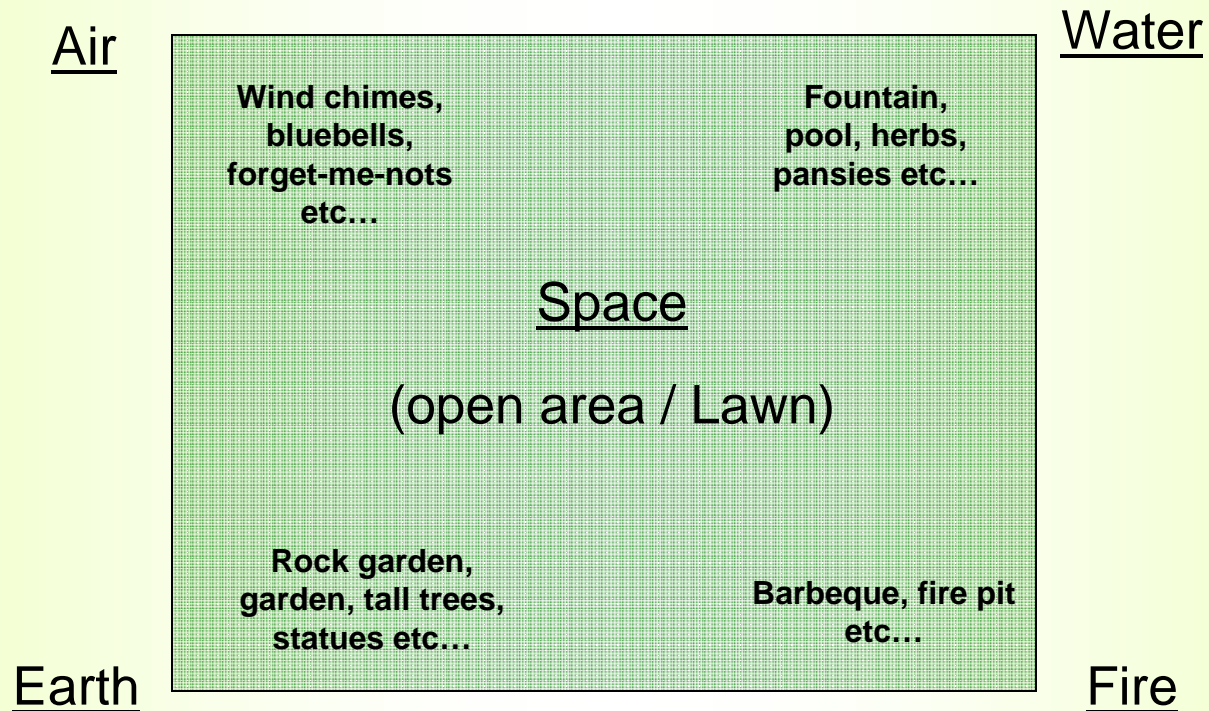 Air
Water
Wind chimes,
bluebells,
forget-me-nots
etc…
Fountain,
pool, herbs,
pansies etc…
Space
(open area / Lawn)
Rock garden,
garden, tall trees,
statues etc…
Barbeque, fire pit
etc…
Earth
Fire